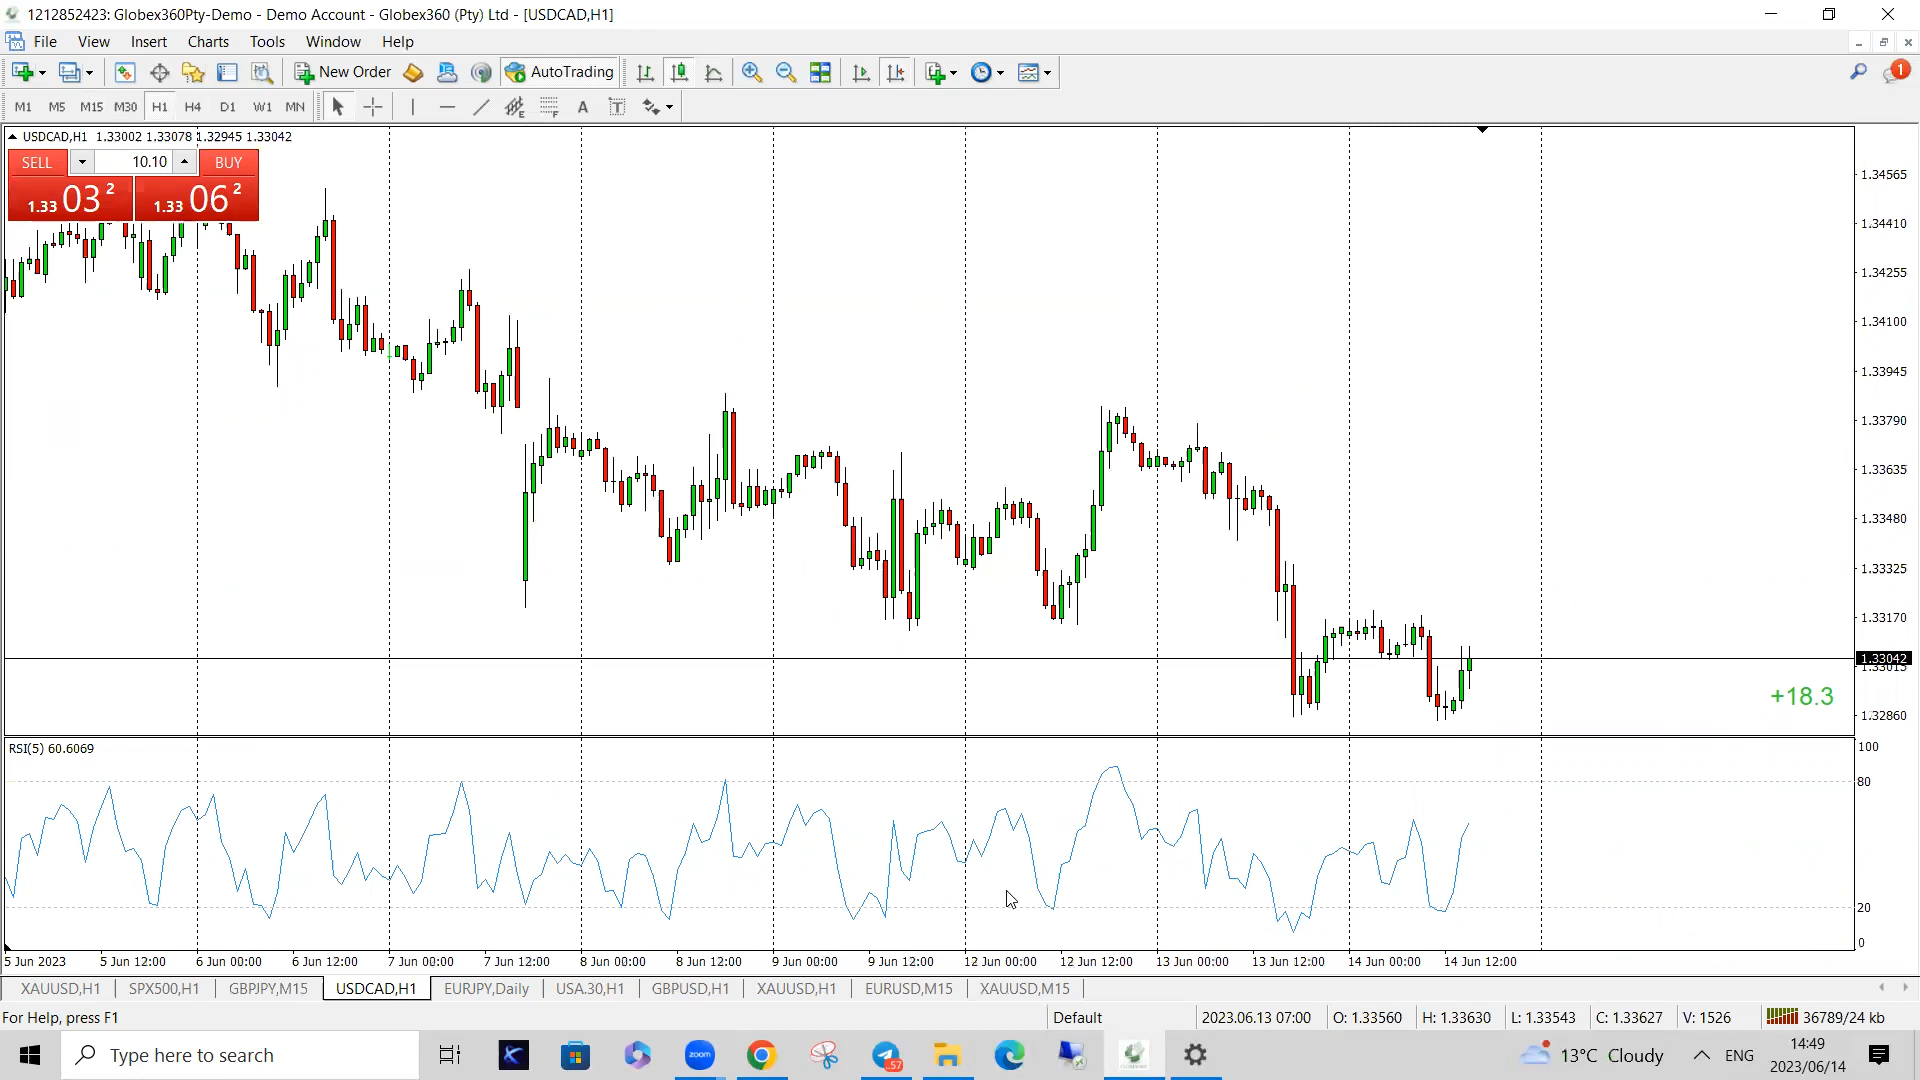 1212852423: Globex360Pty-Demo - Demo Account - Globex360 (Pty) Ltd - [USDCAD,H1]
File View Insert Charts Tools Window Help
New Order AutoTrading 1
M1 M5 M15 M30 H1 H4 D1 W1 MN E F A T
USDCAD,H1 1.33002 1.33078 1.32945 1.33042
SELL 10.10 BUY
1.33 03 2 1.33 06 2
1.34565
1.34410
1.34255
1.34100
1.33945
1.33790
1.33635
1.33480
1.33325
1.33170
1.33042
1.33015
+18.3
1.32860
RSI(5) 60.6069
100
80
20
0
5 Jun 2023 5 Jun 12:00 6 Jun 00:00 6 Jun 12:00 7 Jun 00:00 7 Jun 12:00 8 Jun 00:00 8 Jun 12:00 9 Jun 00:00 9 Jun 12:00 12 Jun 00:00 12 Jun 12:00 13 Jun 00:00 13 Jun 12:00 14 Jun 00:00 14 Jun 12:00
XAUUSD,H1 SPX500,H1 GBPJPY,M15 USDCAD,H1 EURJPY,Daily USA.30,H1 GBPUSD,H1 XAUUSD,H1 EURUSD,M15 XAUUSD,M15
For Help, press F1 Default 2023.06.13 07:00 O: 1.33560 H: 1.33630 L: 1.33543 C: 1.33627 V: 1526 36789/24 kb
Type here to search zoom 57 13°C Cloudy ENG 14:49
2023/06/14